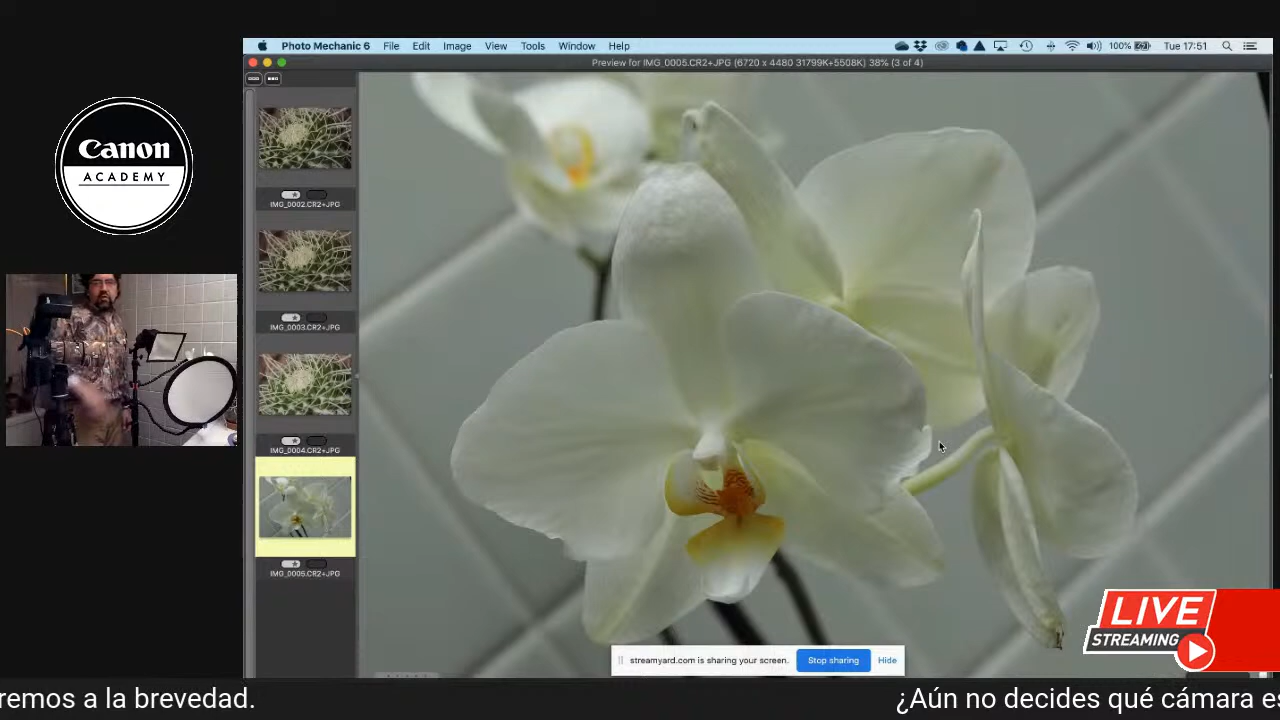 Photo Mechanic 6 File Edit Image View Tools Window Help 100% Tue 17:51
Preview for IMG_0005.CR2+JPG (6720 x 4480 31799K+5508K) 38% (3 of 4)
Canon
ACADEMY
IMG_0002.CR2+JPG
IMG_0003.CR2+JPG
IMG_0004.CR2+JPG
IMG_0005.CR2+JPG
LIVE
STREAMING
streamyard.com is sharing your screen. Stop sharing Hide
remos a la brevedad. ¿Aún no decides qué cámara es